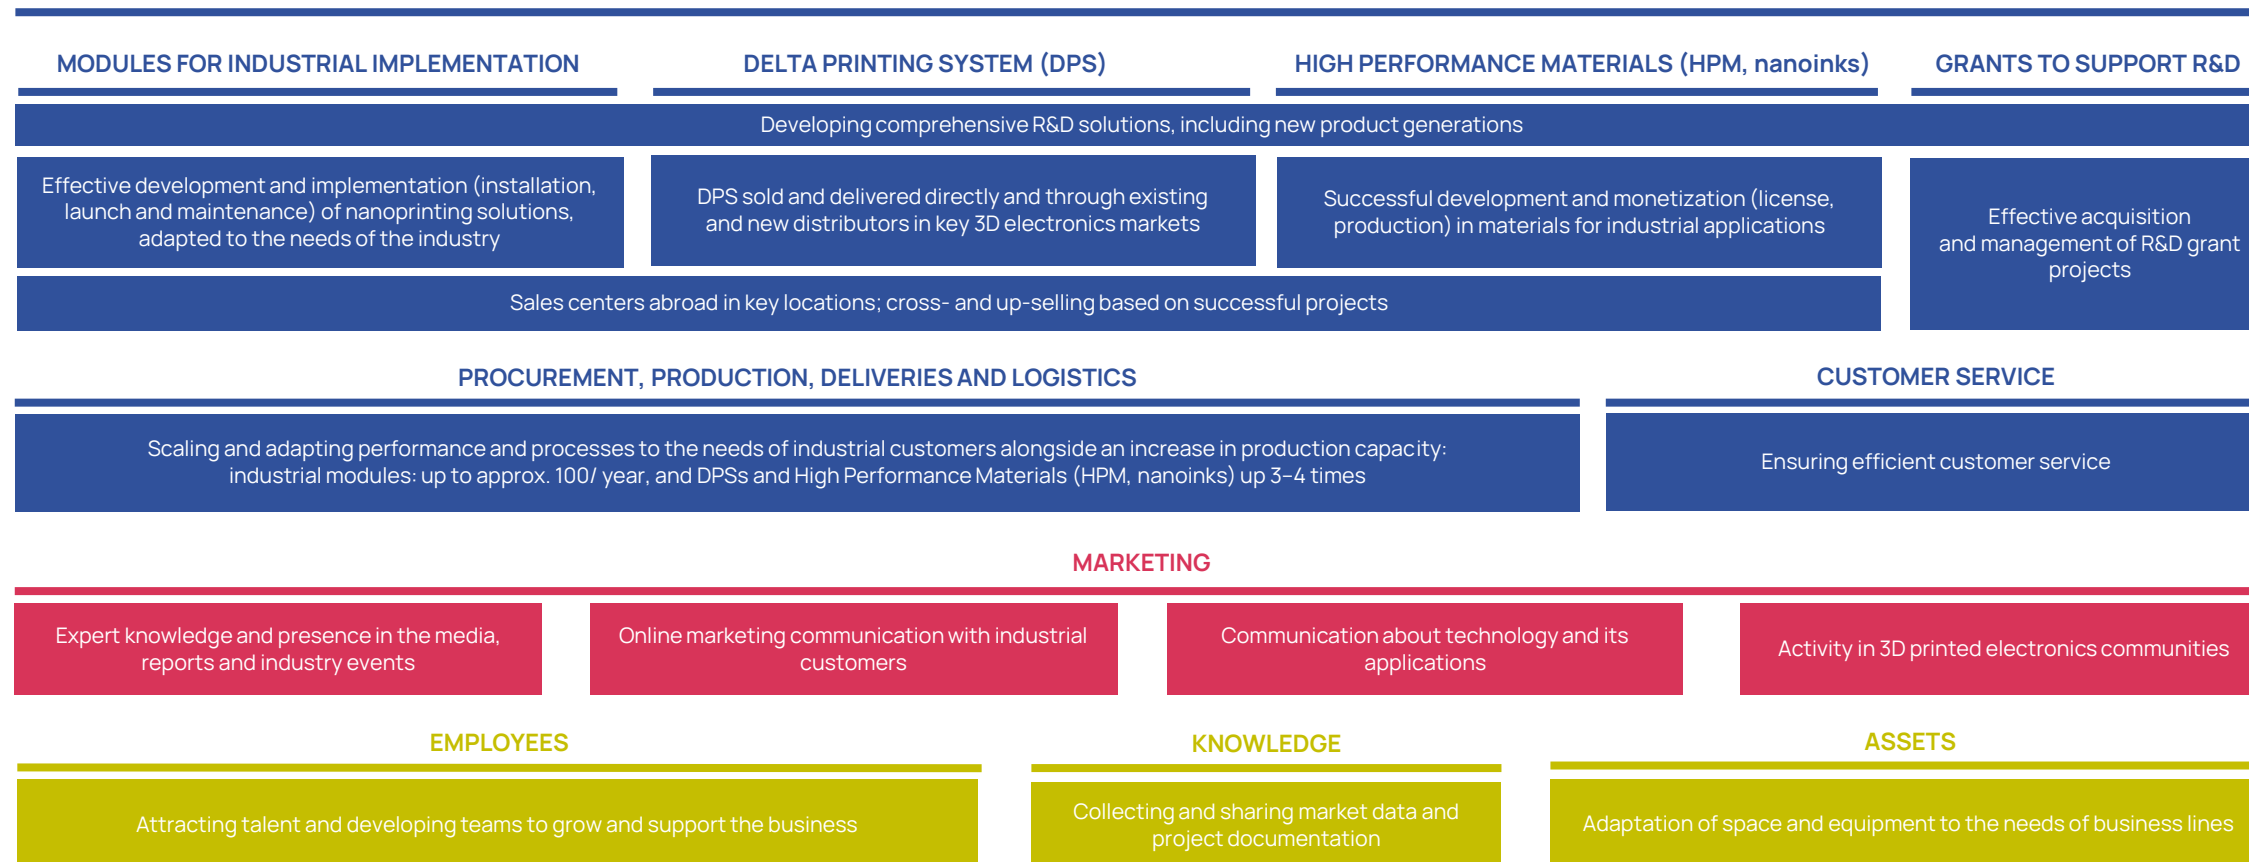 MODULES FOR INDUSTRIAL IMPLEMENTATION
DELTA PRINTING SYSTEM (DPS)
HIGH PERFORMANCE MATERIALS (HPM, nanoinks)
GRANTS TO SUPPORT R&D
Developing comprehensive R&D solutions, including new product generations
Effective development and implementation (installation,
launch and maintenance) of nanoprinting solutions,
adapted to the needs of the industry
DPS sold and delivered directly and through existing
and new distributors in key 3D electronics markets
Successful development and monetization (license,
production) in materials for industrial applications
Effective acquisition
and management of R&D grant
projects
Sales centers abroad in key locations; cross- and up-selling based on successful projects
PROCUREMENT, PRODUCTION, DELIVERIES AND LOGISTICS
CUSTOMER SERVICE
Scaling and adapting performance and processes to the needs of industrial customers alongside an increase in production capacity:
industrial modules: up to approx. 100/ year, and DPSs and High Performance Materials (HPM, nanoinks) up 3–4 times
Ensuring efficient customer service
MARKETING
Expert knowledge and presence in the media,
reports and industry events
Online marketing communication with industrial
customers
Communication about technology and its
applications
Activity in 3D printed electronics communities
EMPLOYEES
KNOWLEDGE
ASSETS
Attracting talent and developing teams to grow and support the business
Collecting and sharing market data and
project documentation
Adaptation of space and equipment to the needs of business lines